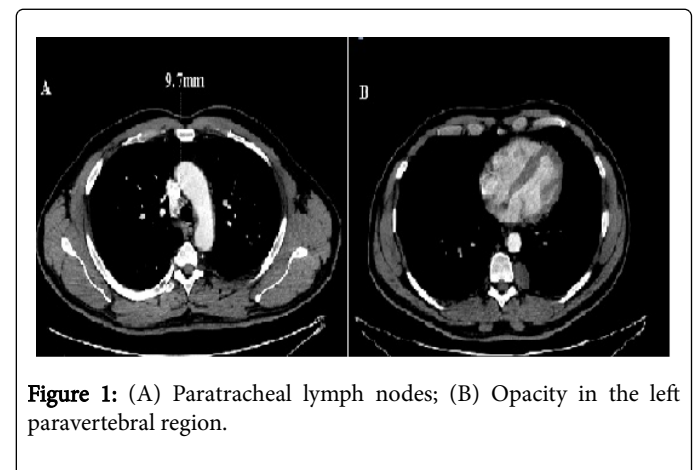 9.7mm
A
D
Figure 1: (A) Paratracheal lymph nodes; (B) Opacity in the left
paravertebral region.